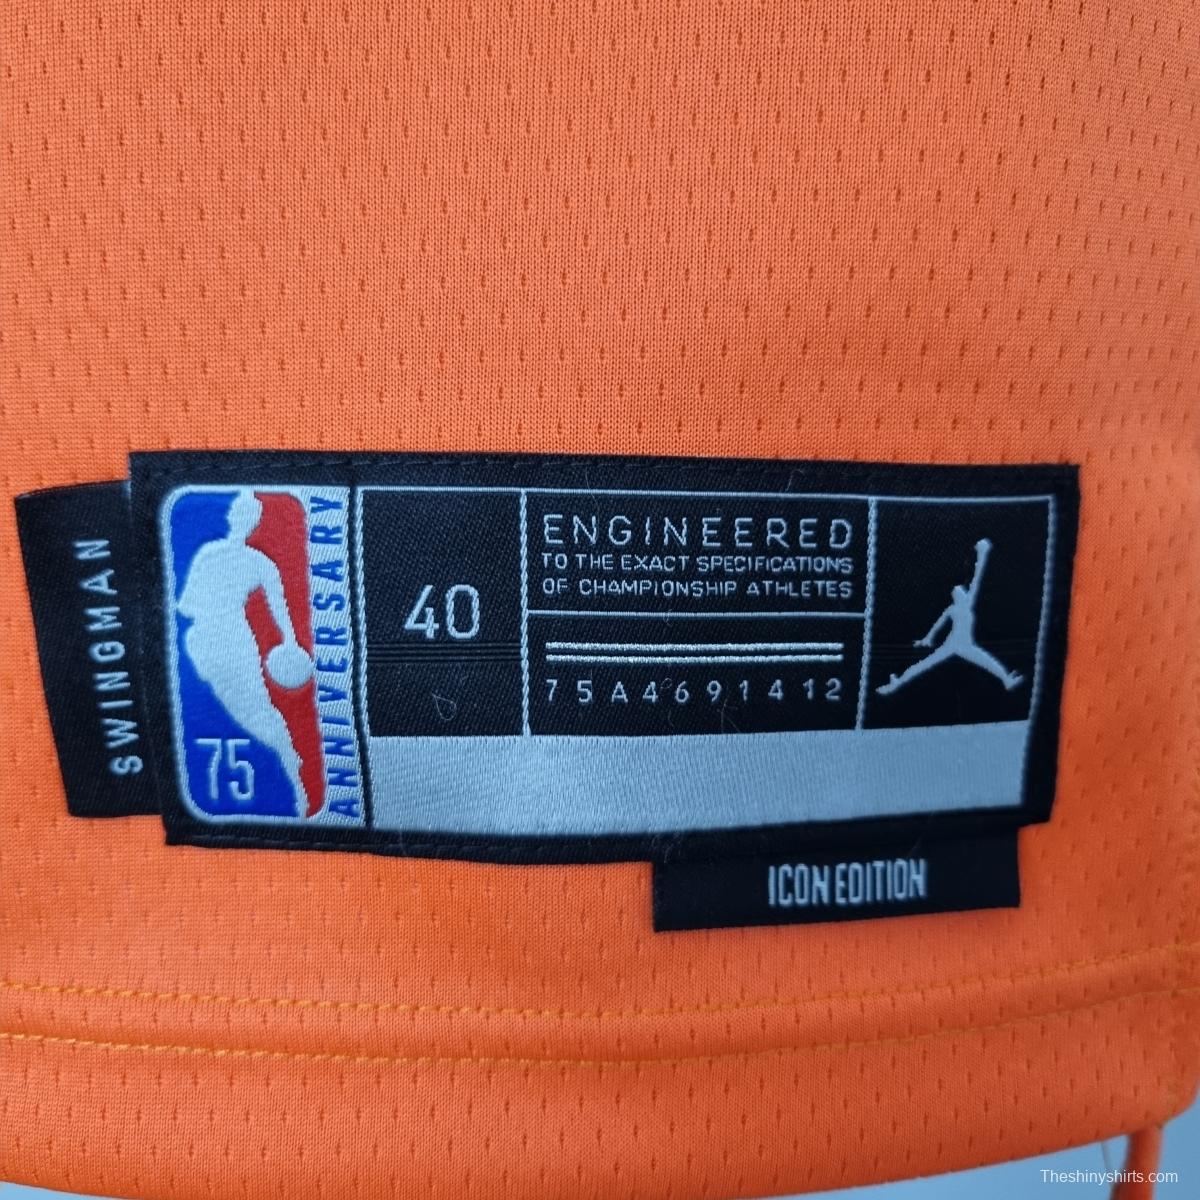 SWINGMAN
75
ANNIVERSARY
40
ENGINEERED
TO THE EXACT SPECIFICATIONS
OF CHAMPIONSHIP ATHLETES
75A4691412
ICON EDITION
Theshinyshirts.com